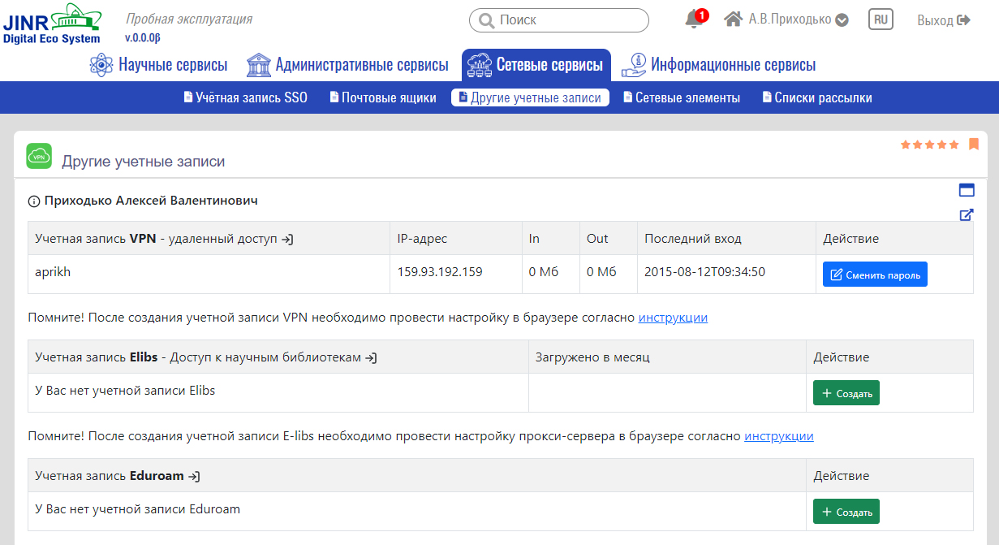 JINR
Digital Eco System
Пробная эксплуатация
v.0.0.0β
Поиск
1
А.В.Приходько
RU
Выход
Научные сервисы
Административные сервисы
Сетевые сервисы
Информационные сервисы
Учётная запись SSO
Почтовые ящики
Другие учетные записи
Сетевые элементы
Списки рассылки
VPN
Другие учетные записи
Приходько Алексей Валентинович
Учетная запись VPN - удаленный доступ
IP-адрес
In
Out
Последний вход
Действие
aprikh
159.93.192.159
0 Мб
0 Мб
2015-08-12T09:34:50
Сменить пароль
Помните! После создания учетной записи VPN необходимо провести настройку в браузере согласно инструкции
Учетная запись Elibs - Доступ к научным библиотекам
Загружено в месяц
Действие
У Вас нет учетной записи Elibs
+ Создать
Помните! После создания учетной записи E-libs необходимо провести настройку прокси-сервера в браузере согласно инструкции
Учетная запись Eduroam
Действие
У Вас нет учетной записи Eduroam
+ Создать